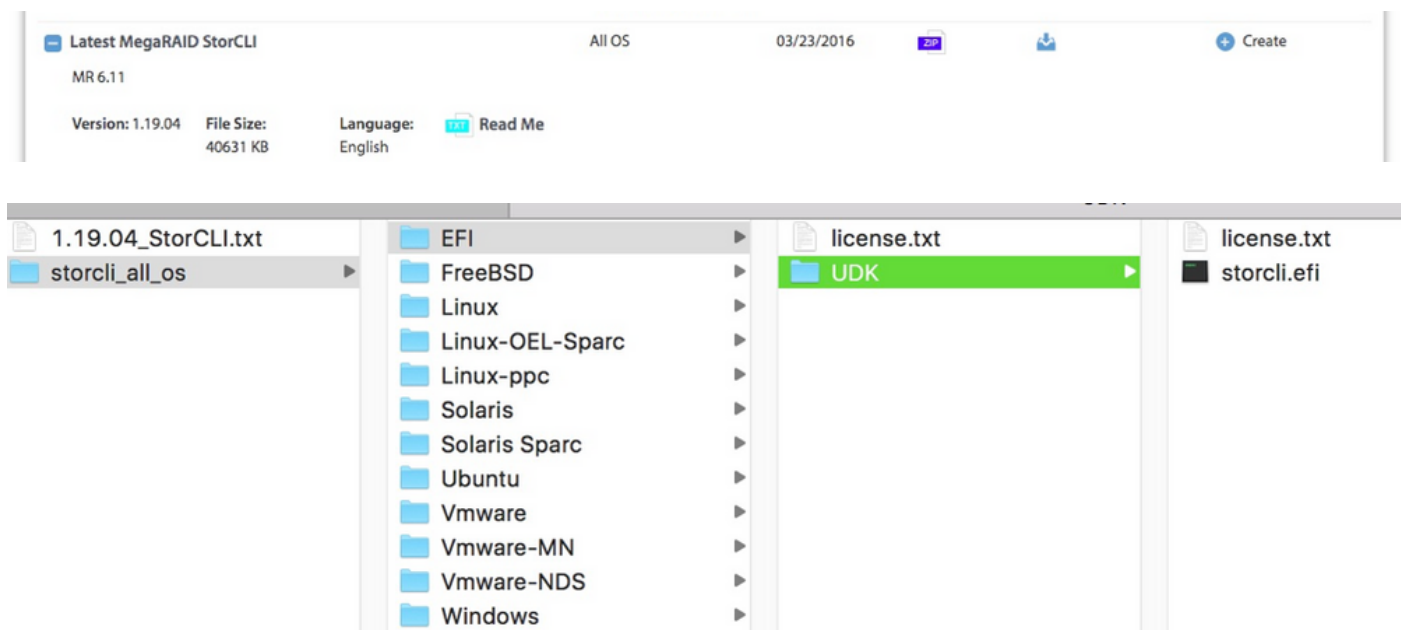 Latest MegaRAID StorCLI All OS 03/23/2016 ZIP Create
MR 6.11
Version: 1.19.04 File Size: Language: TXT Read Me
40631 KB English
1.19.04_StorCLI.txt
storcli_all_os
EFI
FreeBSD
Linux
Linux-OEL-Sparc
Linux-ppc
Solaris
Solaris Sparc
Ubuntu
Vmware
Vmware-MN
Vmware-NDS
Windows
license.txt
UDK
license.txt
storcli.efi